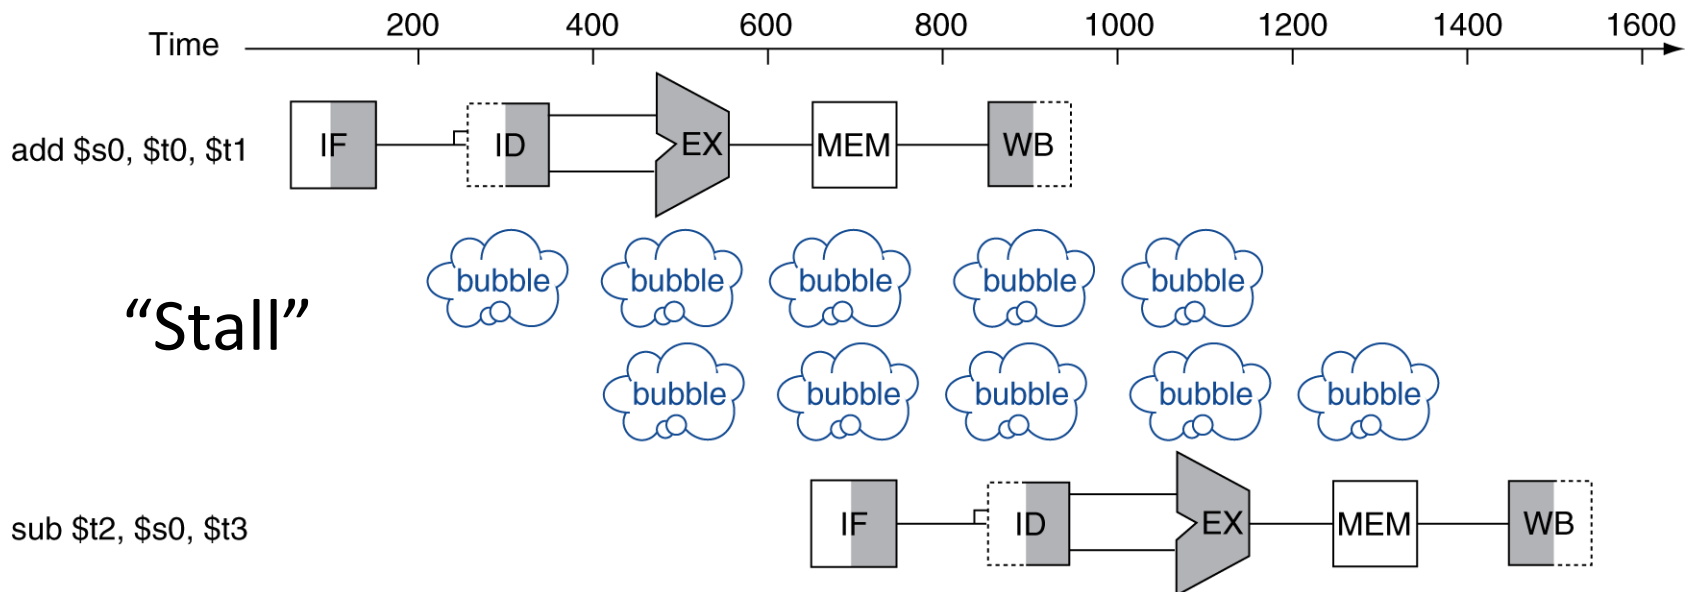 200 400 600 800 1000 1200 1400 1600
Time
add $s0, $t0, $t1 IF ID EX MEM WB
bubble bubble bubble bubble bubble
“Stall”
bubble bubble bubble bubble bubble
sub $t2, $s0, $t3 IF ID EX MEM WB